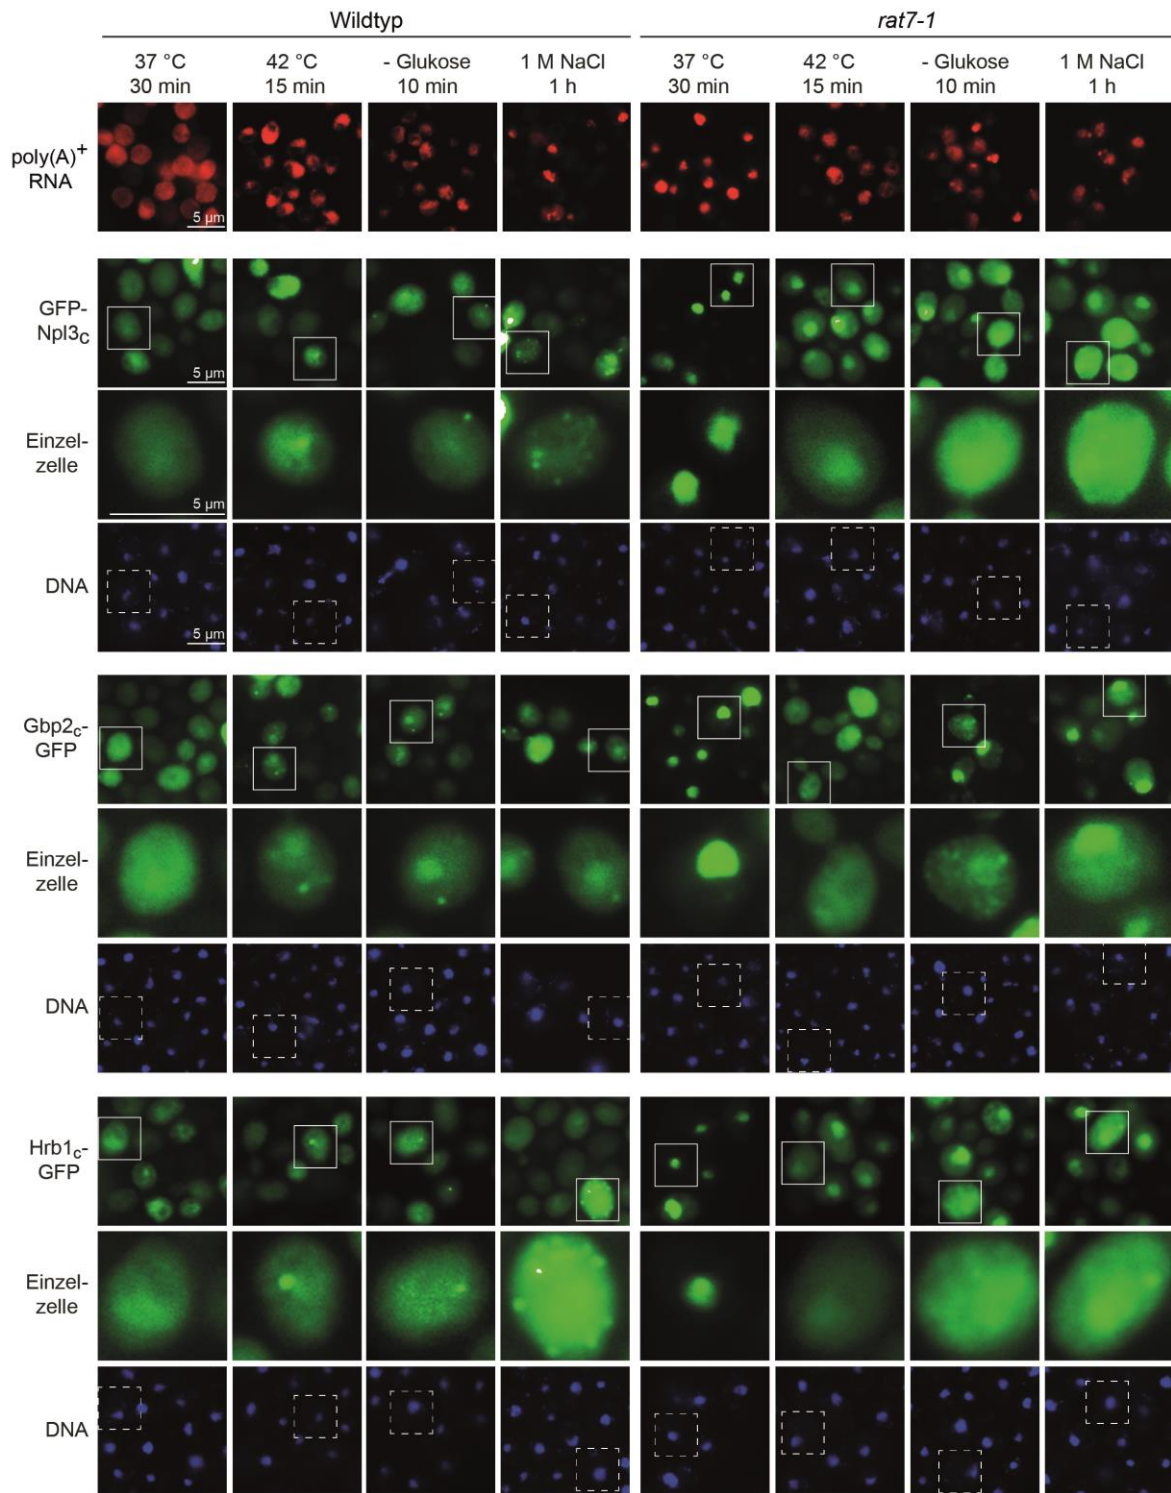 Wildtyp rat7-1
37 °C 42 °C - Glukose 1 M NaCl 37 °C 42 °C - Glukose 1 M NaCl
30 min 15 min 10 min 1 h 30 min 15 min 10 min 1 h
poly(A)+
RNA
5 µm
GFP-
Npl3c
5 µm
Einzel-
zelle
5 µm
DNA
5 µm
Gbp2c-
GFP
Einzel-
zelle
DNA
Hrb1c-
GFP
Einzel-
zelle
DNA